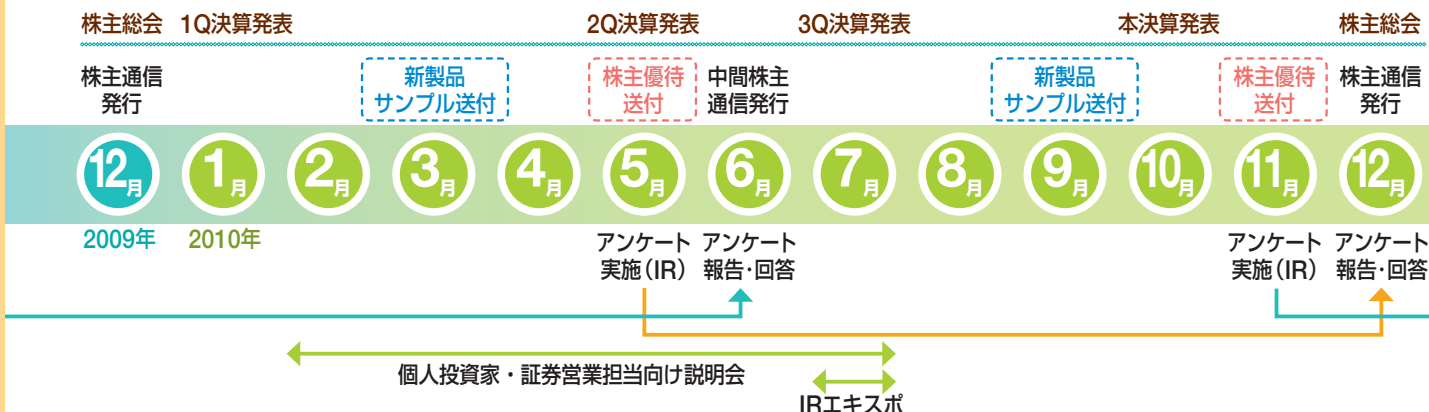 株主総会 1Q決算発表 2Q決算発表 3Q決算発表 本決算発表 株主総会
株主通信
発行
新製品
サンプル送付
株主優待
送付
中間株主
通信発行
新製品
サンプル送付
株主優待
送付
株主通信
発行
12月 1月 2月 3月 4月 5月 6月 7月 8月 9月 10月 11月 12月
2009年 2010年
アンケート
実施(IR)
アンケート
報告・回答
アンケート
実施(IR)
アンケート
報告・回答
個人投資家・証券営業担当向け説明会
IRエキスポ